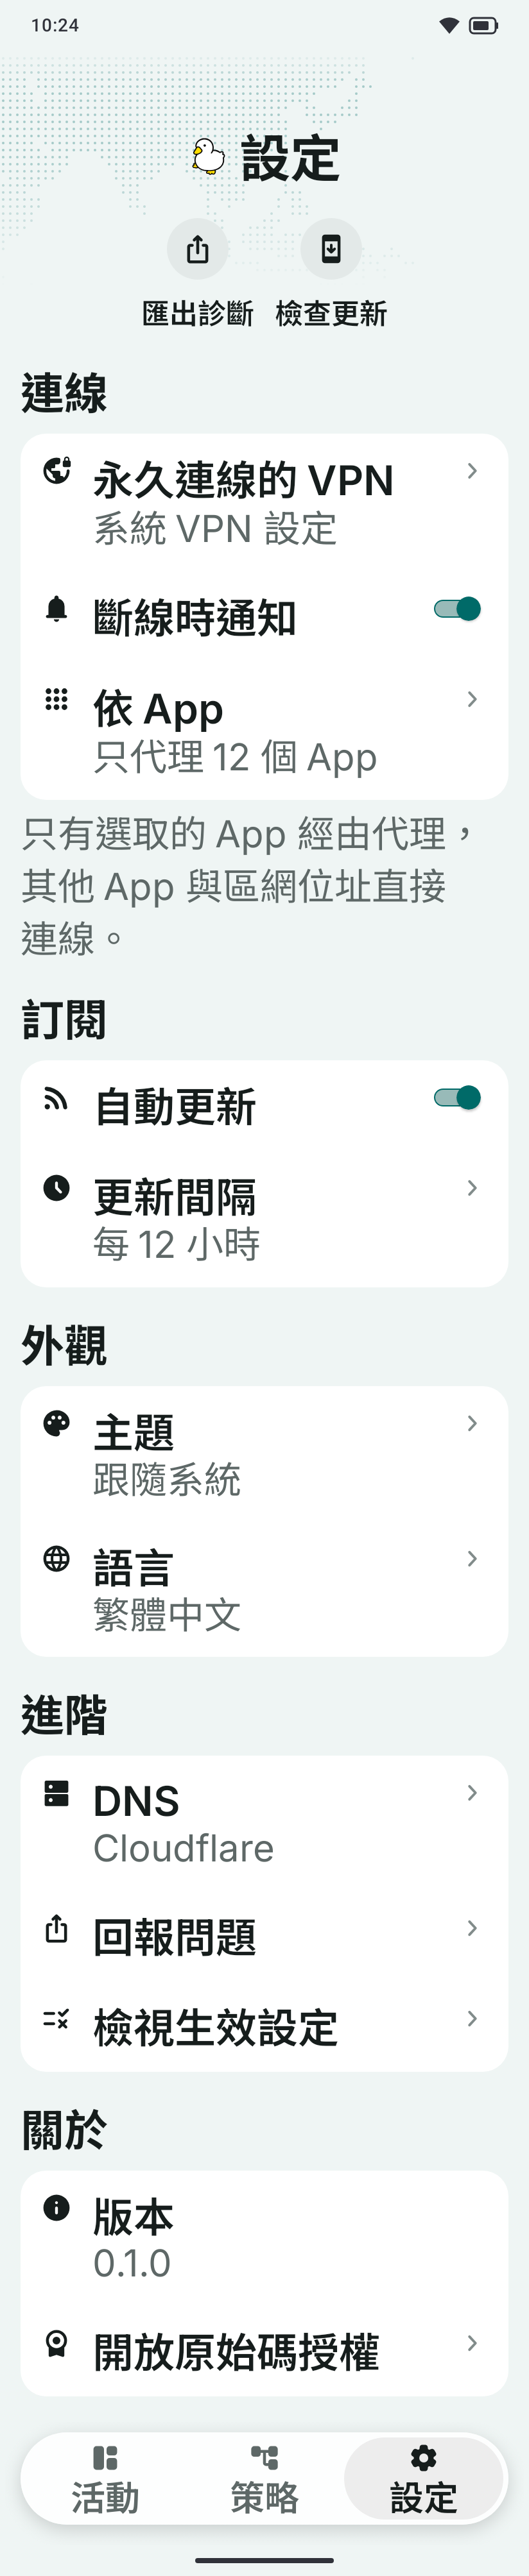 10:24
設定
匯出診斷
檢查更新
連線
永久連線的 VPN
系統 VPN 設定
斷線時通知
依 App
只代理 12 個 App
只有選取的 App 經由代理，
其他 App 與區網位址直接
連線。
訂閱
自動更新
更新間隔
每 12 小時
外觀
主題
跟隨系統
語言
繁體中文
進階
DNS
Cloudflare
回報問題
檢視生效設定
關於
版本
0.1.0
開放原始碼授權
活動
策略
設定